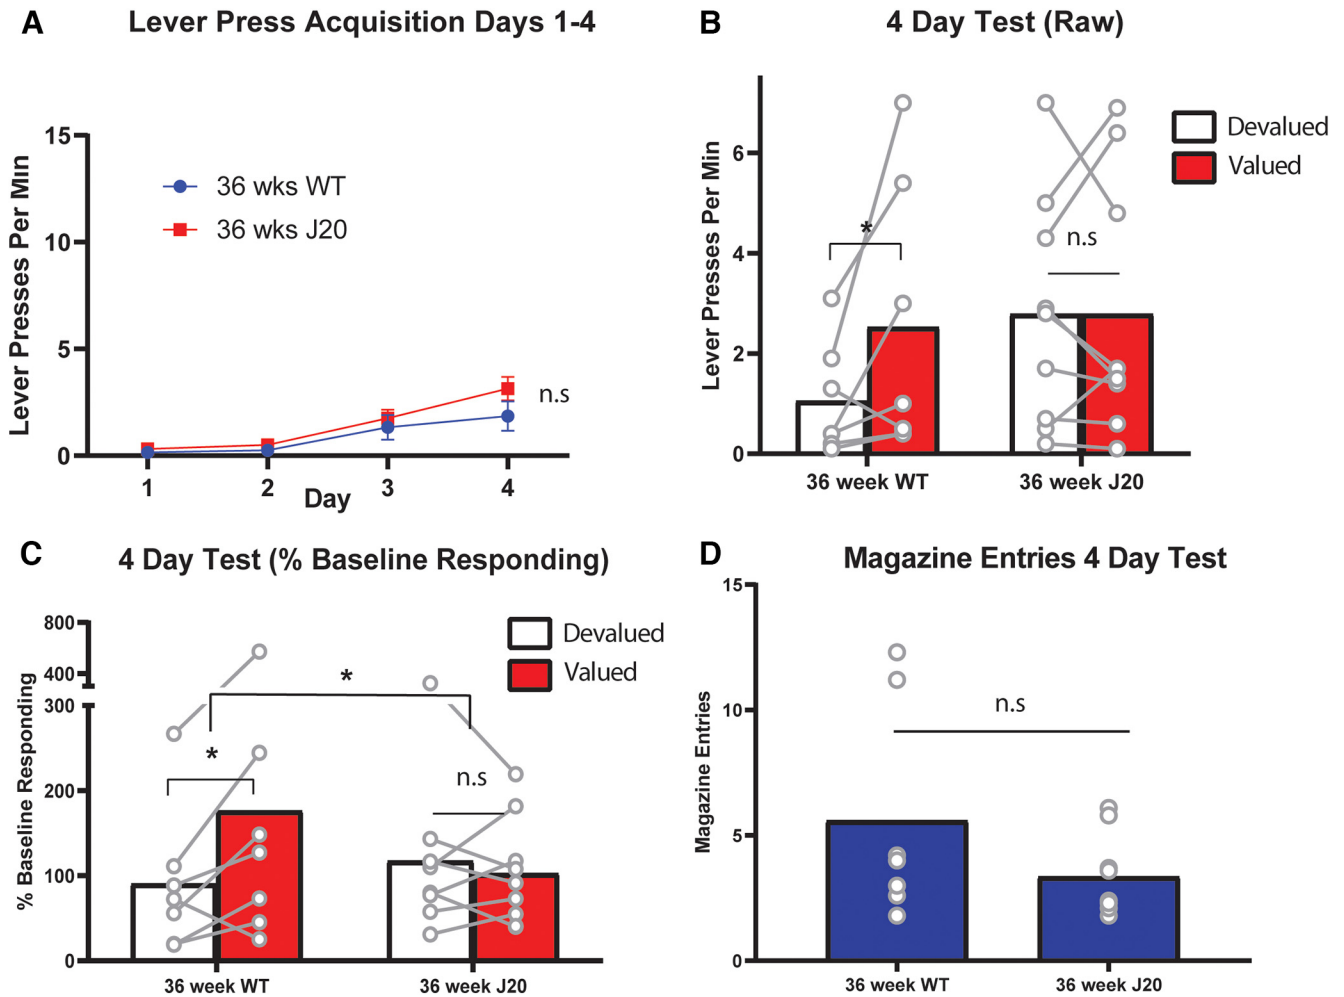 A
Lever Press Acquisition Days 1-4
Lever Presses Per Min
15
10
5
0
36 wks WT
36 wks J20
n.s
1
2
3
4
Day
B
4 Day Test (Raw)
Lever Presses Per Min
6
4
2
0
*
n.s
Devalued
Valued
36 week WT
36 week J20
C
4 Day Test (% Baseline Responding)
% Baseline Responding
800
400
300
200
100
0
*
*
n.s
Devalued
Valued
36 week WT
36 week J20
D
Magazine Entries 4 Day Test
Magazine Entries
15
10
5
0
n.s
36 week WT
36 week J20